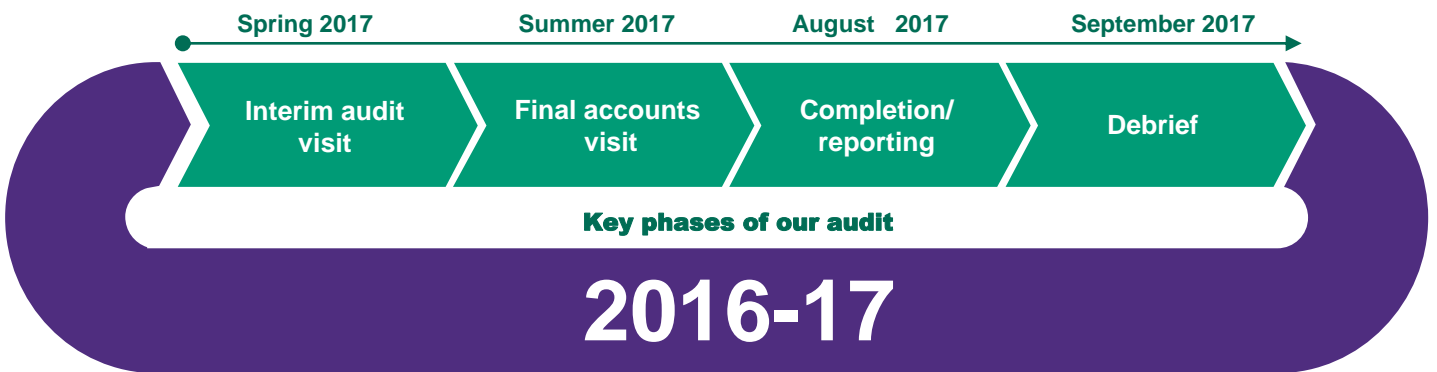 Spring 2017 Summer 2017 August 2017 September 2017
Interim audit
visit
Final accounts
visit
Completion/
reporting
Debrief
Key phases of our audit
2016-17